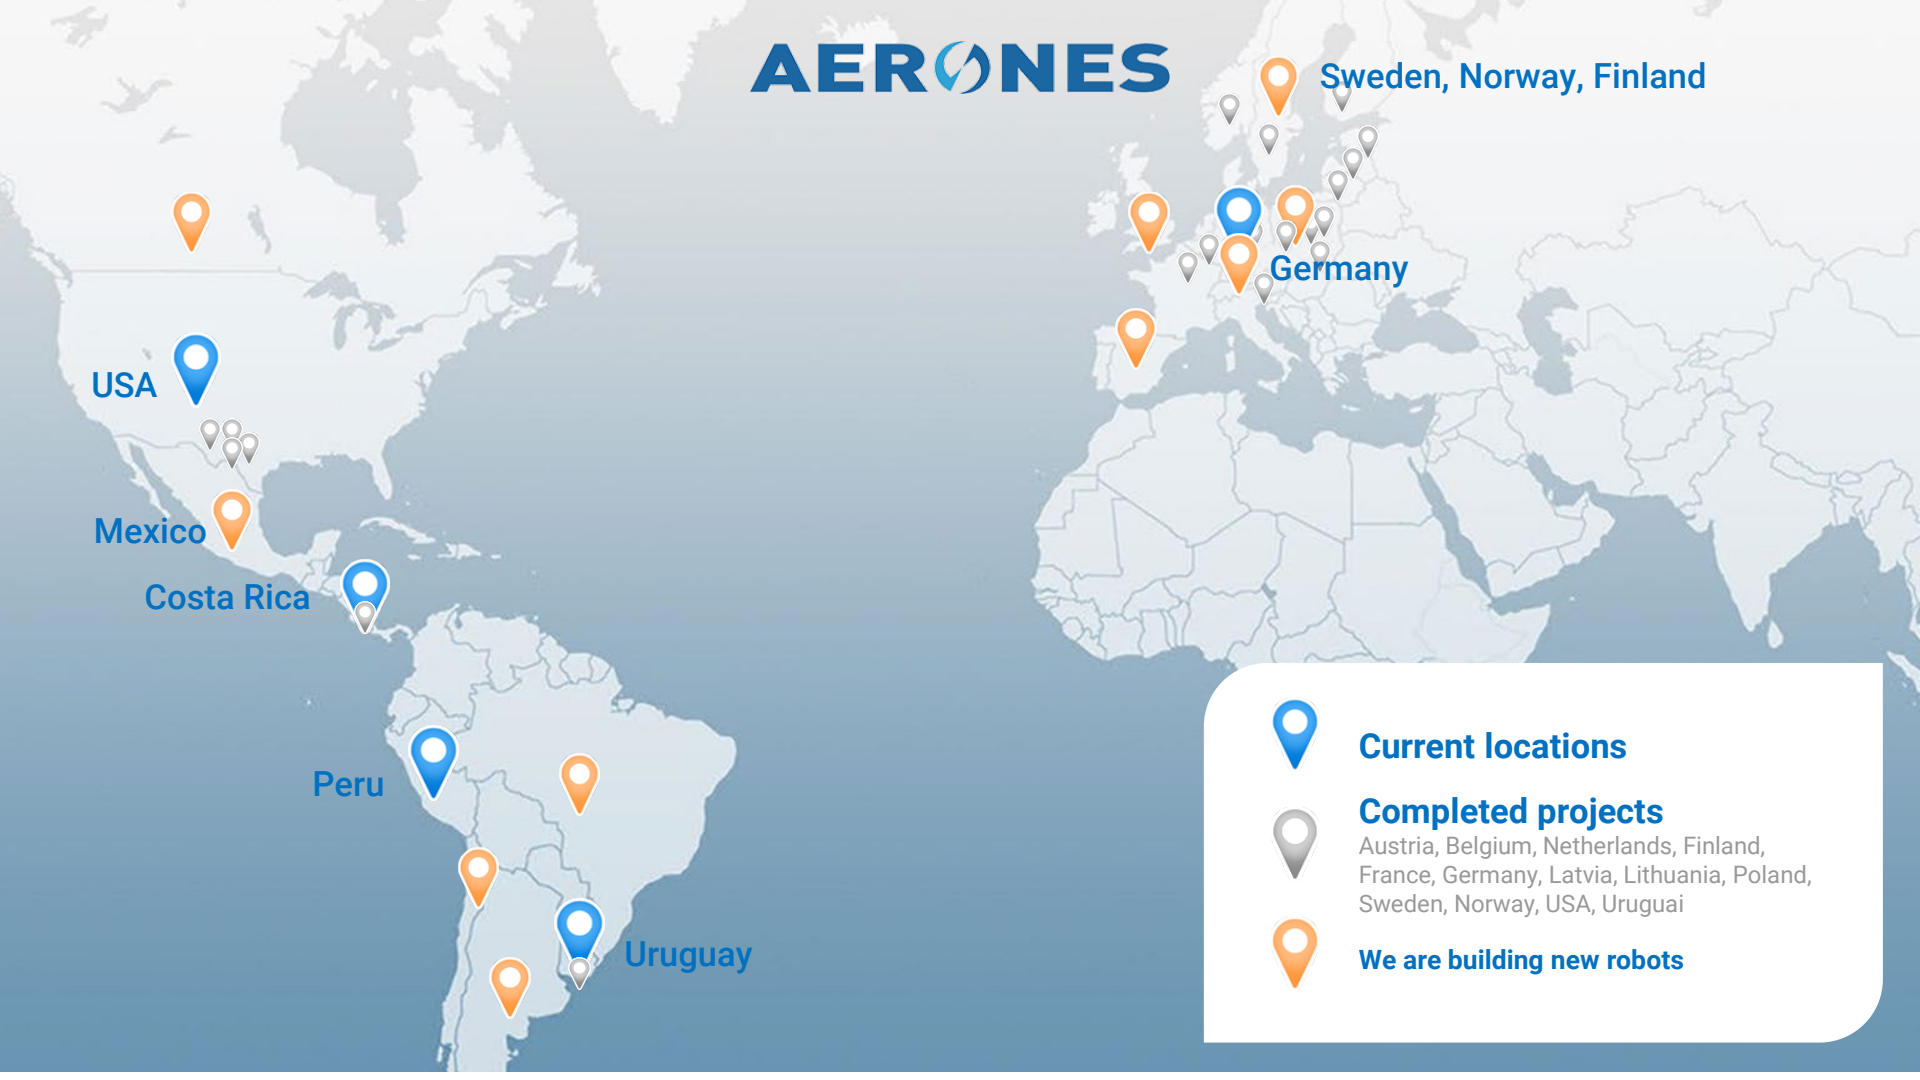 AERONES
Sweden, Norway, Finland
Germany
USA
Mexico
Costa Rica
Peru
Uruguay
Current locations
Completed projects
Austria, Belgium, Netherlands, Finland,
France, Germany, Latvia, Lithuania, Poland,
Sweden, Norway, USA, Uruguai
We are building new robots